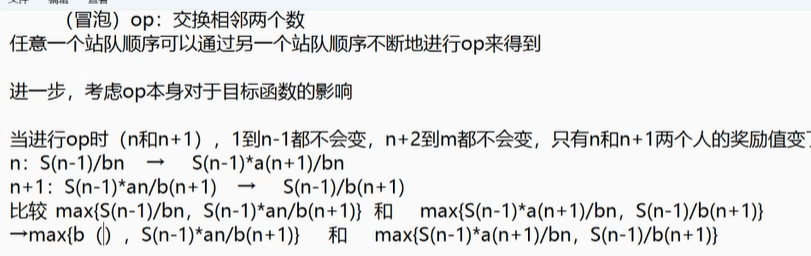 （冒泡）op：交换相邻两个数
任意一个站队顺序可以通过另一个站队顺序不断地进行op来得到
进一步，考虑op本身对于目标函数的影响
当进行op时（n和n+1），1到n-1都不会变，n+2到m都不会变，只有n和n+1两个人的奖励值变
n：S(n-1)/bn → S(n-1)*a(n+1)/bn
n+1：S(n-1)*an/b(n+1) → S(n-1)/b(n+1)
比较 max{S(n-1)/bn，S(n-1)*an/b(n+1)} 和 max{S(n-1)*a(n+1)/bn，S(n-1)/b(n+1)}
→max{b（），S(n-1)*an/b(n+1)} 和 max{S(n-1)*a(n+1)/bn，S(n-1)/b(n+1)}